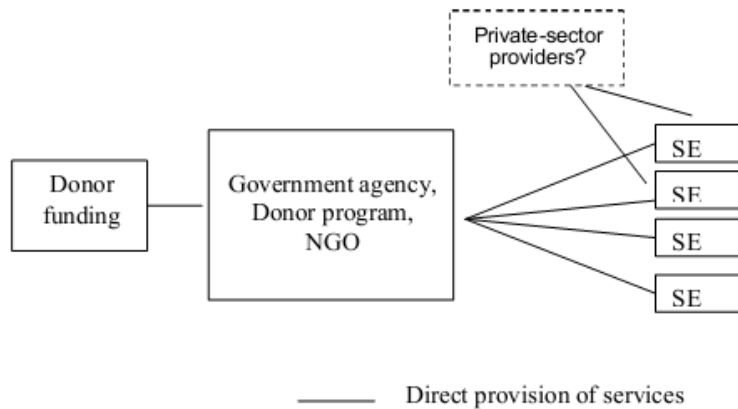 Private-sector
providers?
SE
Donor
funding
Government agency,
Donor program,
NGO
SE
SE
SE
Direct provision of services